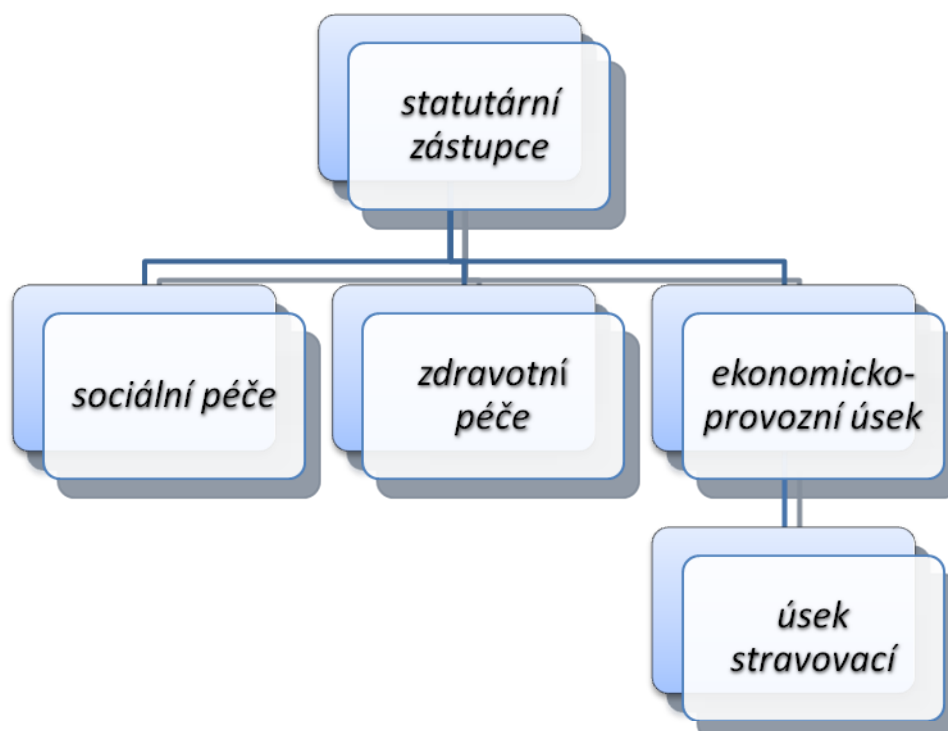 statutární
zástupce
sociální péče
zdravotní
péče
ekonomicko-
provozní úsek
úsek
stravovací